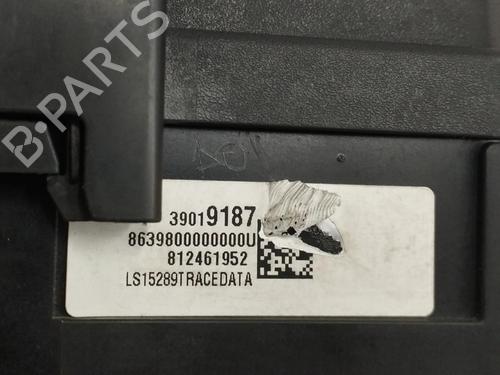 B-PARTS
39019187
8639800000000U
812461952
LS15289TRACEDATA